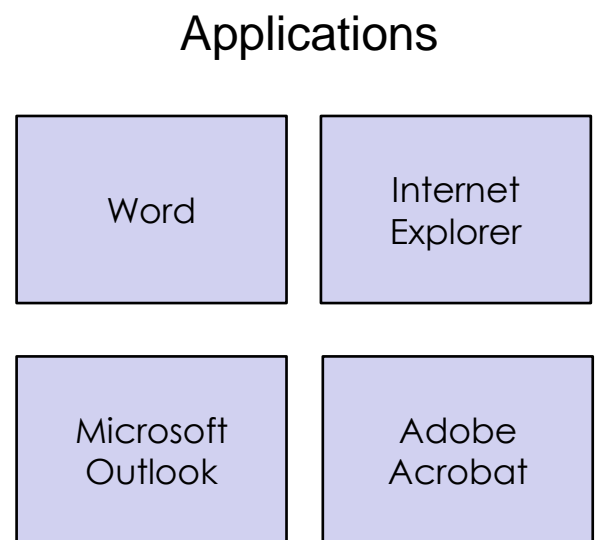 Applications
Word
Internet
Explorer
Microsoft
Outlook
Adobe
Acrobat